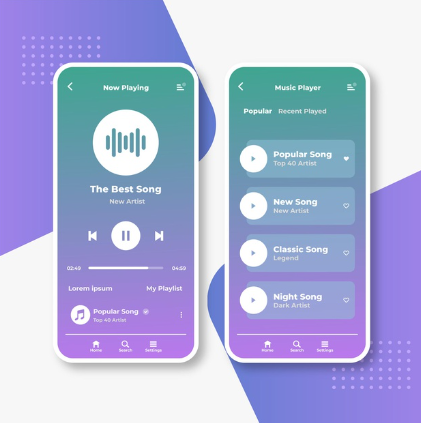 Now Playing
The Best Song
New Artist
02:49
04:59
Lorem ipsum
My Playlist
Popular Song
Top 40 Artist
Home
Search
Settings
Music Player
Popular
Recent Played
Popular Song
Top 40 Artist
New Song
New Artist
Classic Song
Legend
Night Song
Dark Artist
Home
Search
Settings